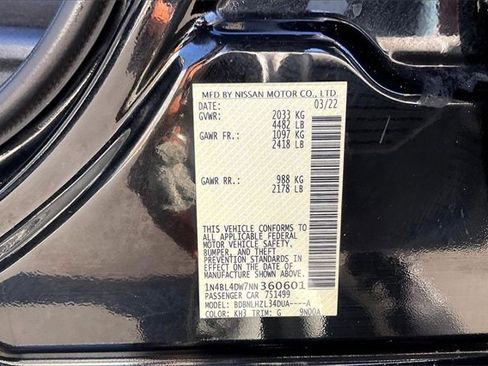 MFD BY NISSAN MOTOR CO., LTD.
DATE: 03/22
GVWR: 2033 KG
4482 LB
GAWR FR: 1097 KG
2418 LB
GAWR RR: 988 KG
2178 LB
THIS VEHICLE CONFORMS TO
ALL APPLICABLE FEDERAL
MOTOR VEHICLE SAFETY,
BUMPER, AND THEFT
PREVENTION STANDARDS IN
EFFECT ON THE DATE OF
MANUFACTURE SHOWN ABOVE.
1N4BL4DW7NN360601
PASSENGER CAR 751499
MODEL: BDBNLHZL34DUA----A
COLOR: KH3 TRIM: G 9N00A